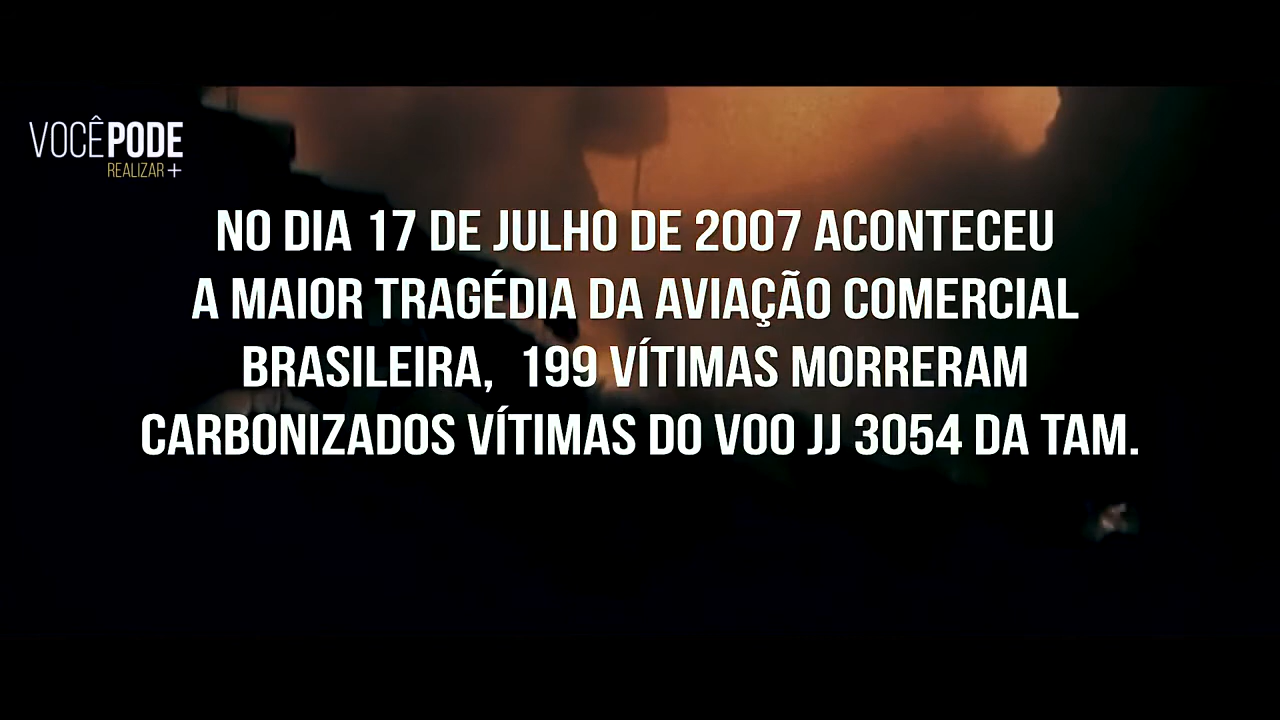 VOCÊPODE
REALIZAR+
NO DIA 17 DE JULHO DE 2007 ACONTECEU
A MAIOR TRAGÉDIA DA AVIAÇÃO COMERCIAL
BRASILEIRA, 199 VÍTIMAS MORRERAM
CARBONIZADOS VÍTIMAS DO VOO JJ 3054 DA TAM.